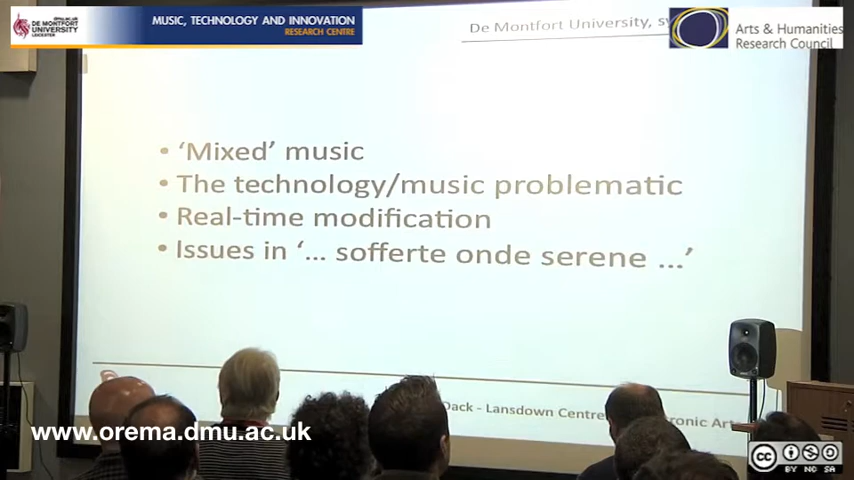 DE MONTFORT
UNIVERSITY
LEICESTER
MUSIC, TECHNOLOGY AND INNOVATION
RESEARCH CENTRE
De Montfort University,
Arts & Humanities
Research Council
• ‘Mixed’ music
• The technology/music problematic
• Real-time modification
• Issues in ‘... sofferte onde serene ...’
Dack - Lansdown Centre
www.orema.dmu.ac.uk
cc
BY NC SA